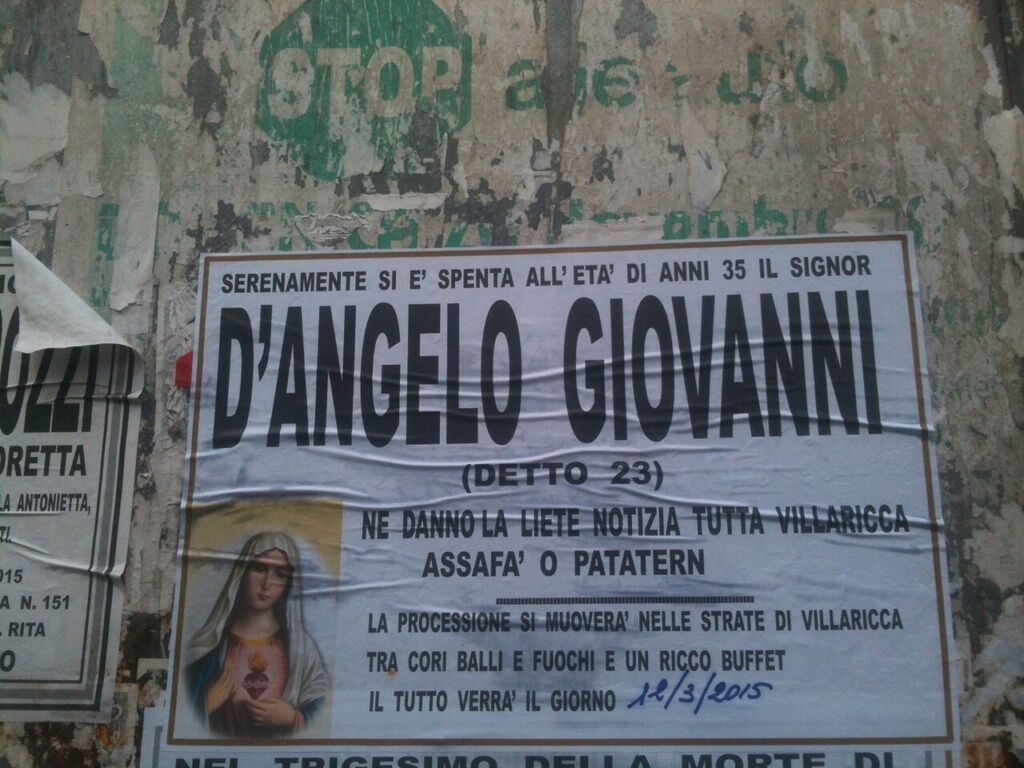 STOP
SERENAMENTE SI E' SPENTA ALL'ETA' DI ANNI 35 IL SIGNOR
D'ANGELO GIOVANNI
(DETTO 23)
NE DANNO LA LIETE NOTIZIA TUTTA VILLARICCA
ASSAFA' O PATATERN
LA PROCESSIONE SI MUOVERA' NELLE STRATE DI VILLARICCA
TRA CORI BALLI E FUOCHI E UN RICCO BUFFET
IL TUTTO VERRA' IL GIORNO 12/3/2015
ORETTA
LA ANTONIETTA,
TI.
015
A N. 151
. RITA
O
NEL TRIGESIMO DELLA MORTE DI